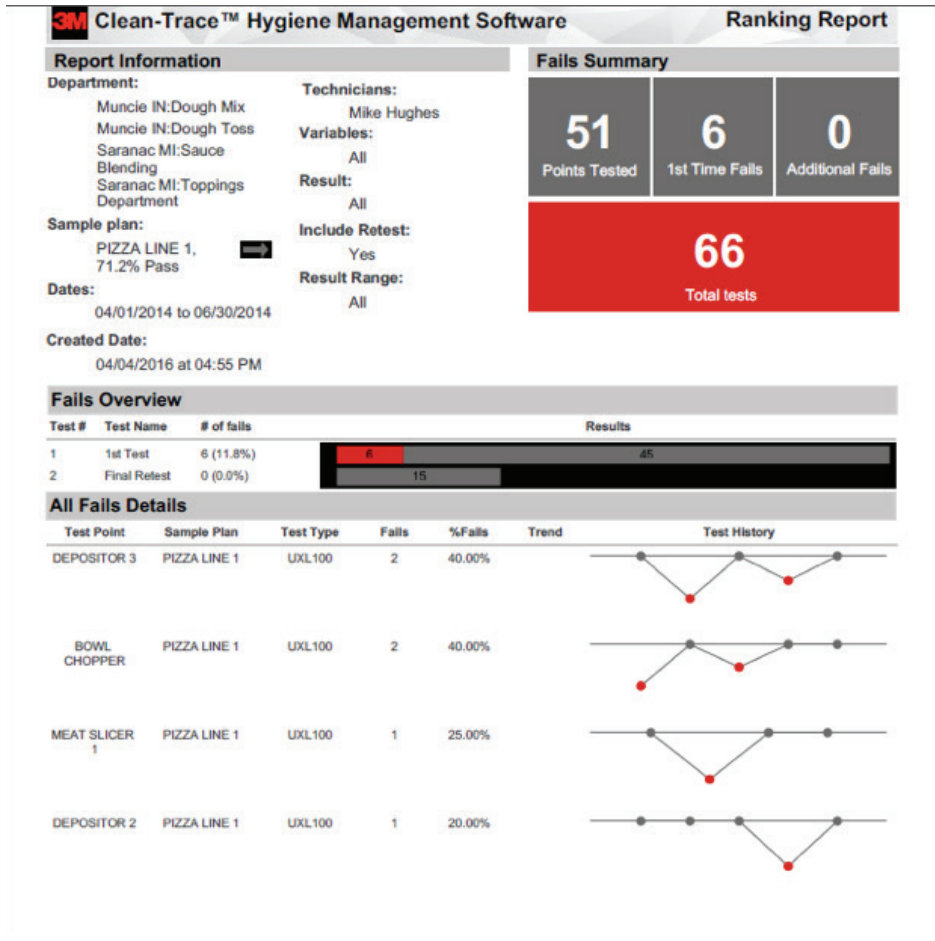 3M Clean-Trace™ Hygiene Management Software
Ranking Report
Report Information
Department:
Muncie IN:Dough Mix
Muncie IN:Dough Toss
Saranac MI:Sauce
Blending
Saranac MI:Toppings
Department
Sample plan:
PIZZA LINE 1,
71.2% Pass
Dates:
04/01/2014 to 06/30/2014
Created Date:
04/04/2016 at 04:55 PM
Technicians:
Mike Hughes
Variables:
All
Result:
All
Include Retest:
Yes
Result Range:
All
Fails Summary
51
Points Tested
6
1st Time Fails
0
Additional Fails
66
Total tests
Fails Overview
Test # Test Name # of fails Results
1 1st Test 6 (11.8%) 6 45
2 Final Retest 0 (0.0%) 15
All Fails Details
Test Point Sample Plan Test Type Fails %Fails Trend Test History
DEPOSITOR 3 PIZZA LINE 1 UXL100 2 40.00%
BOWL PIZZA LINE 1 UXL100 2 40.00%
CHOPPER
MEAT SLICER PIZZA LINE 1 UXL100 1 25.00%
1
DEPOSITOR 2 PIZZA LINE 1 UXL100 1 20.00%